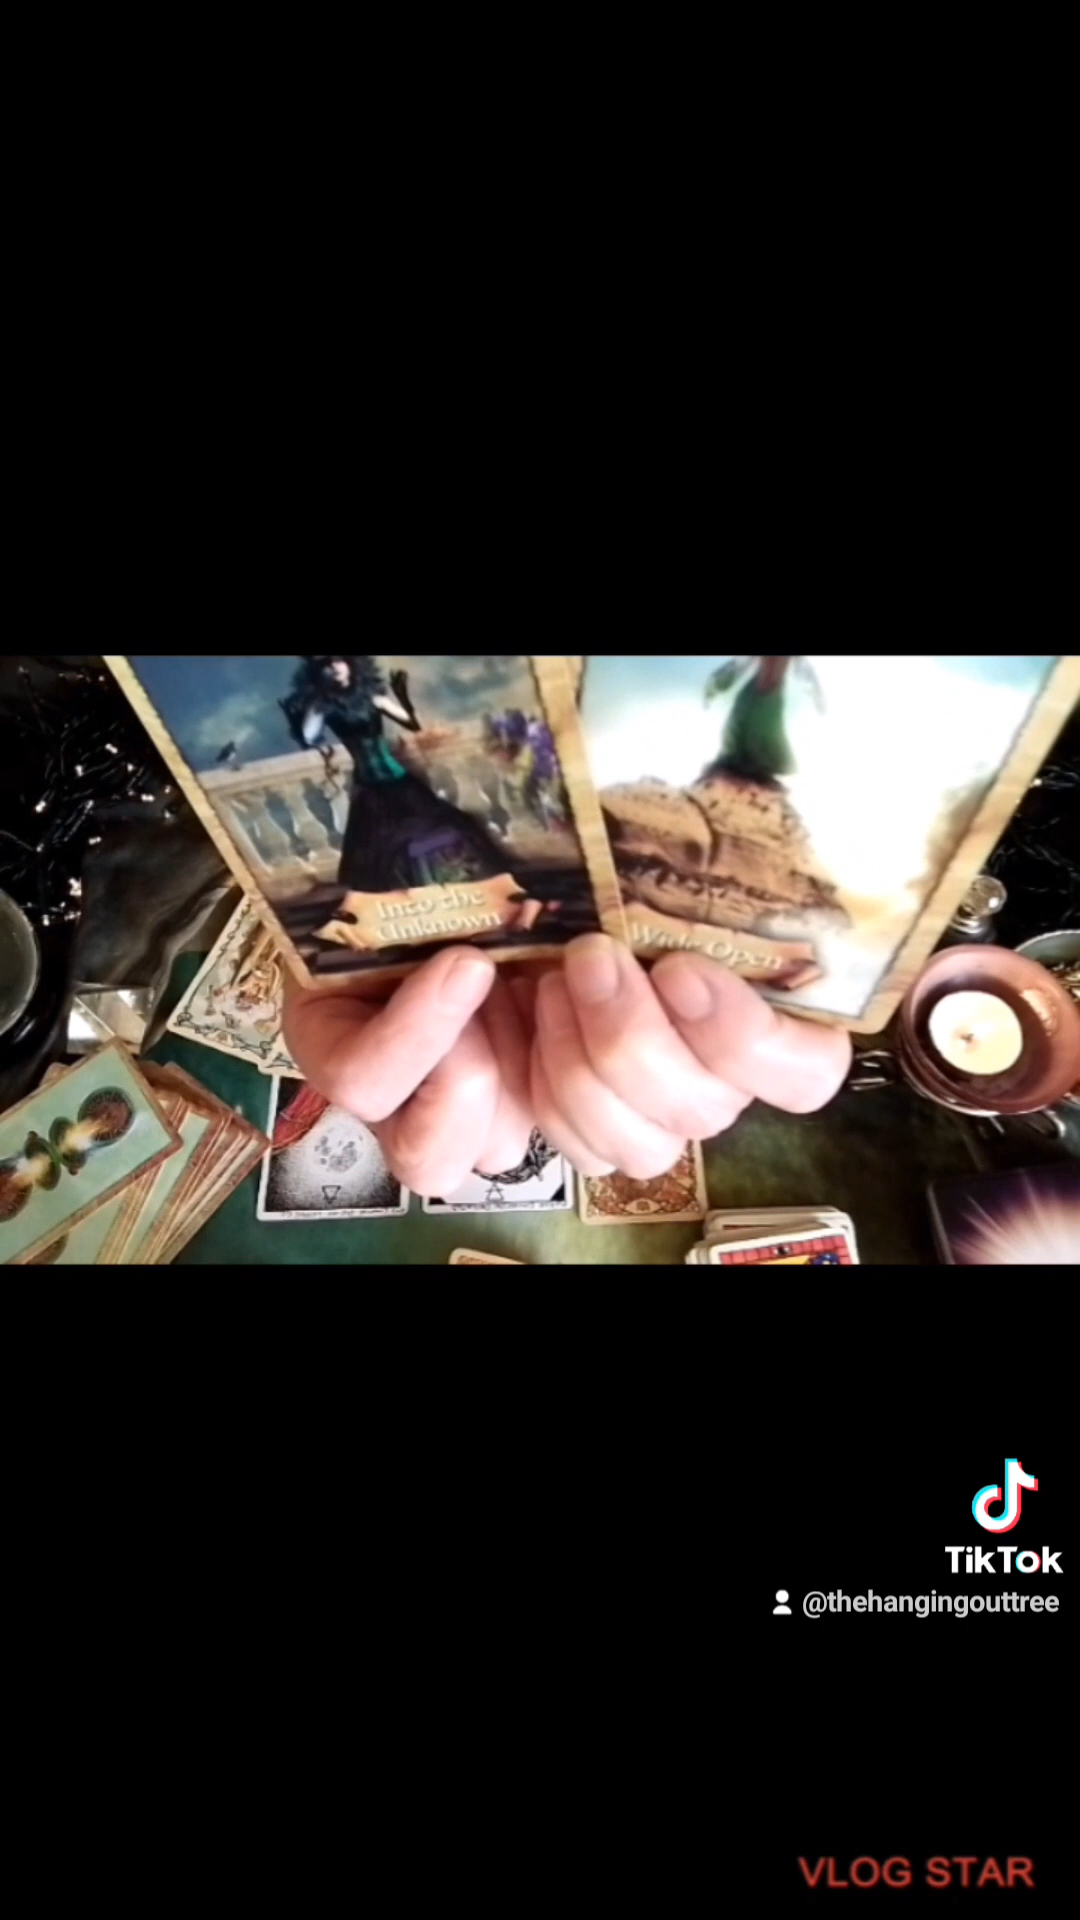 Into the
Unknown
Wide Open
TikTok
@thehangingouttree
VLOG STAR